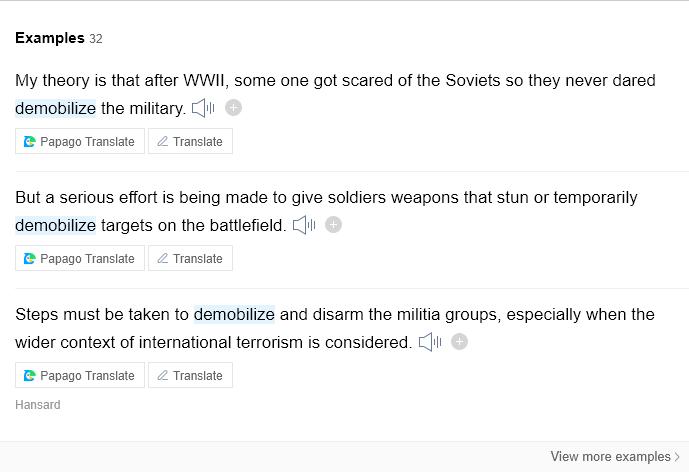 Examples 32
My theory is that after WWII, some one got scared of the Soviets so they never dared
demobilize the military.
Papago Translate Translate
But a serious effort is being made to give soldiers weapons that stun or temporarily
demobilize targets on the battlefield.
Papago Translate Translate
Steps must be taken to demobilize and disarm the militia groups, especially when the
wider context of international terrorism is considered.
Papago Translate Translate
Hansard
View more examples >